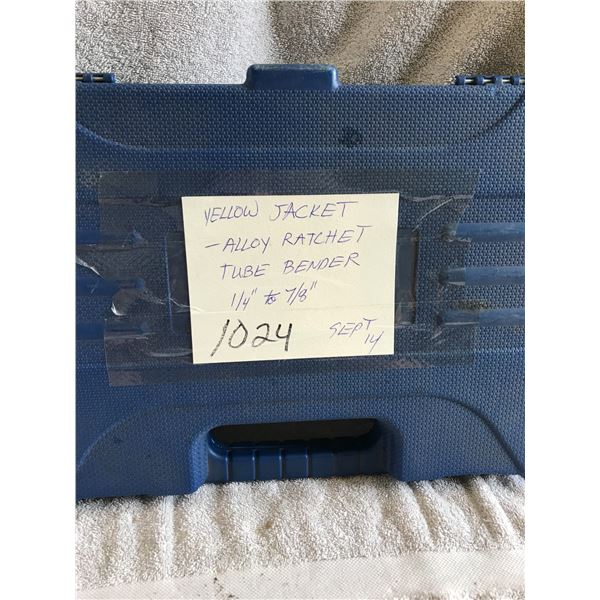 YELLOW JACKET
- ALLOY RATCHET
TUBE BENDER
1/4" to 7/8"
1024
SEPT
14